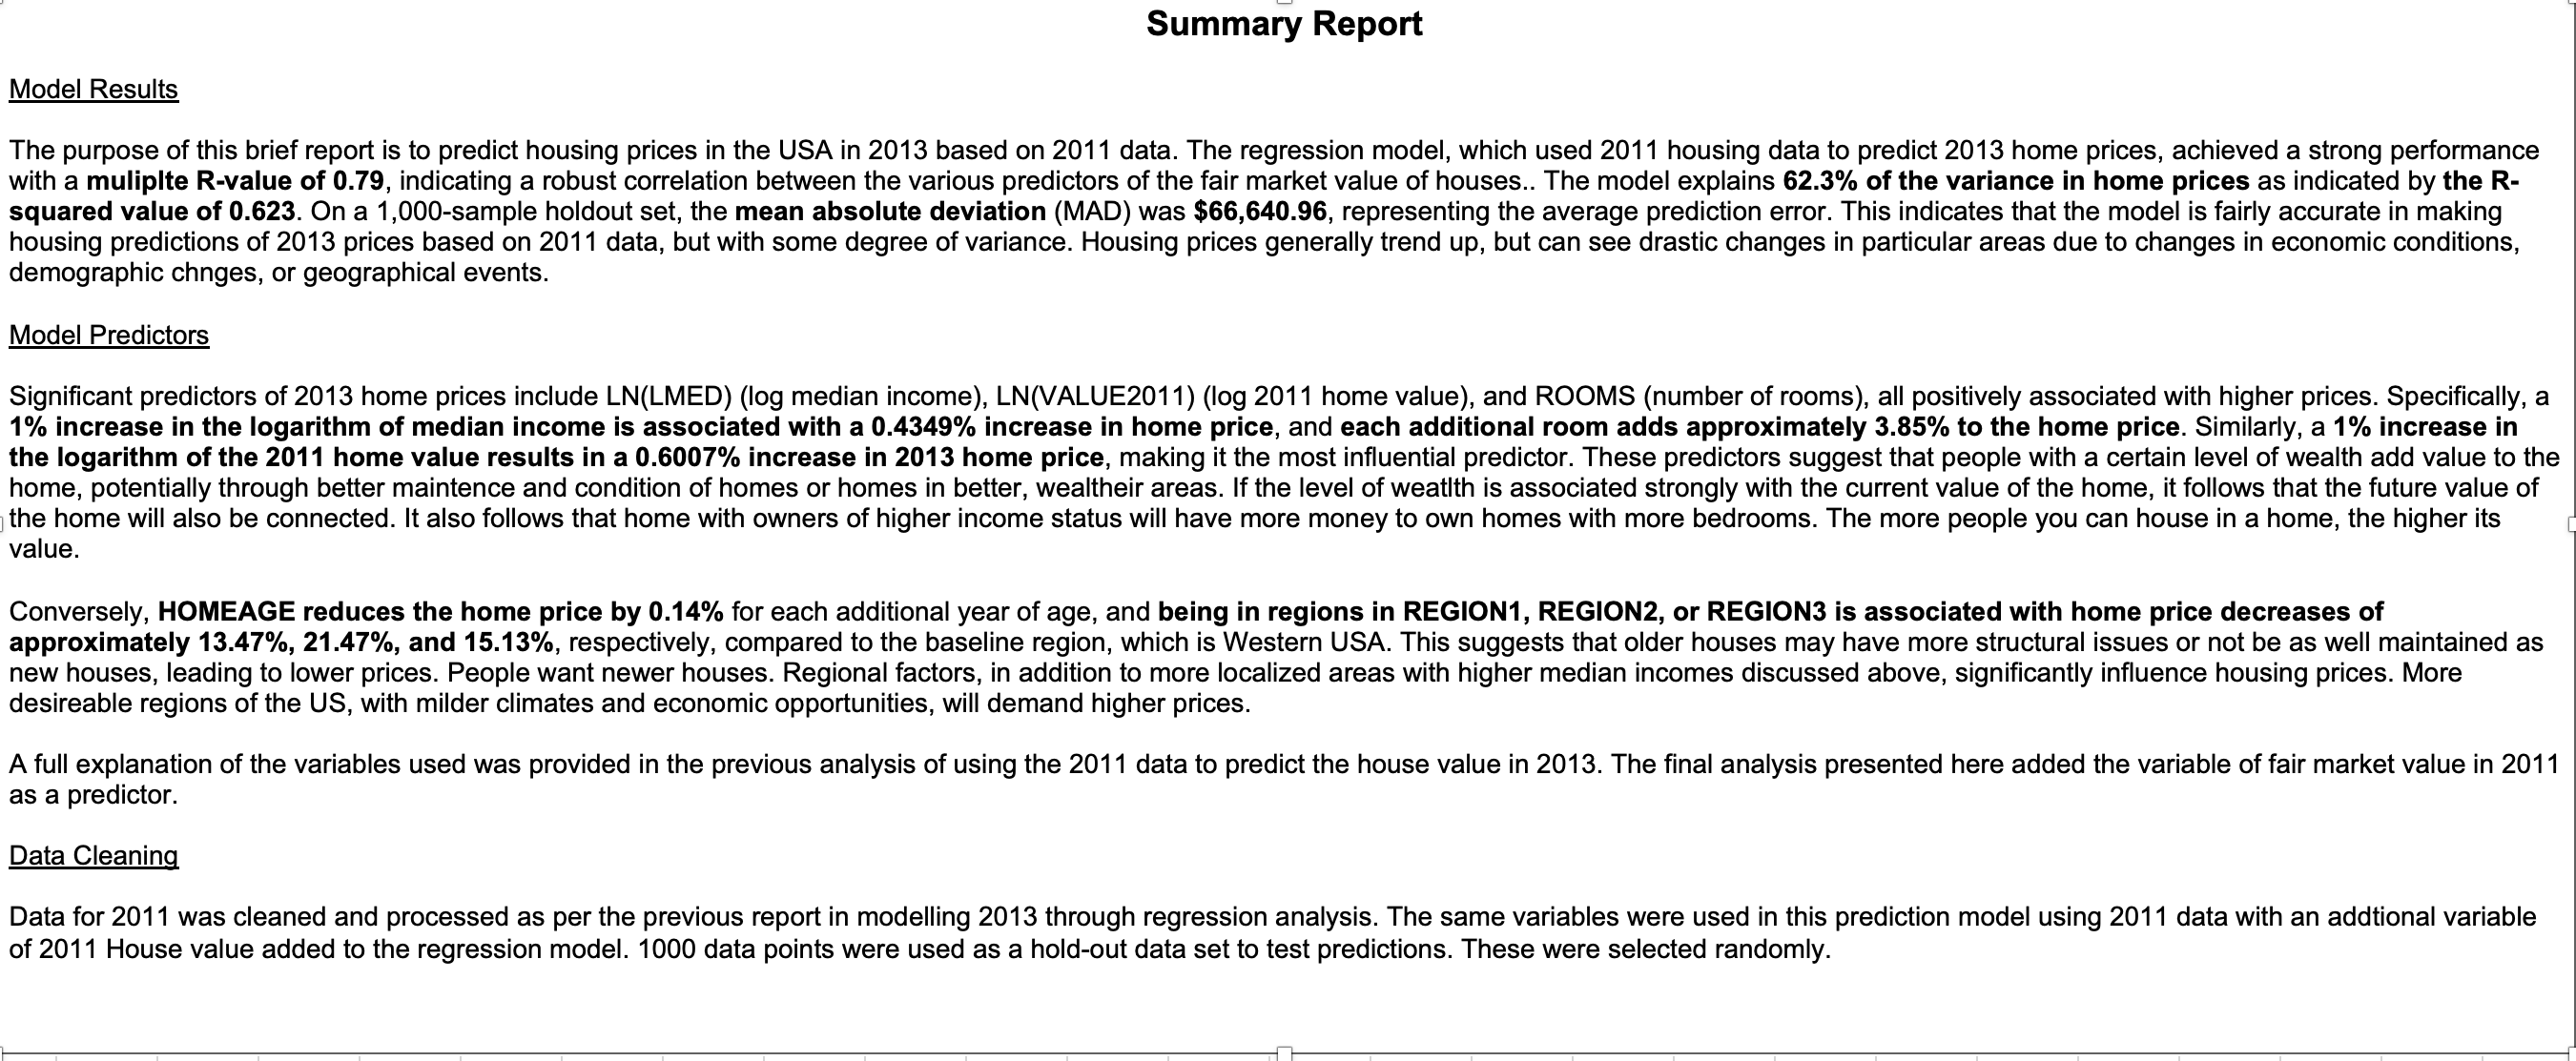 Summary Report
Model Results
The purpose of this brief report is to predict housing prices in the USA in 2013 based on 2011 data. The regression model, which used 2011 housing data to predict 2013 home prices, achieved a strong performance
with a muliplte R-value of 0.79, indicating a robust correlation between the various predictors of the fair market value of houses.. The model explains 62.3% of the variance in home prices as indicated by the R-
squared value of 0.623. On a 1,000-sample holdout set, the mean absolute deviation (MAD) was $66,640.96, representing the average prediction error. This indicates that the model is fairly accurate in making
housing predictions of 2013 prices based on 2011 data, but with some degree of variance. Housing prices generally trend up, but can see drastic changes in particular areas due to changes in economic conditions,
demographic chnges, or geographical events.
Model Predictors
Significant predictors of 2013 home prices include LN(LMED) (log median income), LN(VALUE2011) (log 2011 home value), and ROOMS (number of rooms), all positively associated with higher prices. Specifically, a
1% increase in the logarithm of median income is associated with a 0.4349% increase in home price, and each additional room adds approximately 3.85% to the home price. Similarly, a 1% increase in
the logarithm of the 2011 home value results in a 0.6007% increase in 2013 home price, making it the most influential predictor. These predictors suggest that people with a certain level of wealth add value to the
home, potentially through better maintence and condition of homes or homes in better, wealtheir areas. If the level of weatlth is associated strongly with the current value of the home, it follows that the future value of
the home will also be connected. It also follows that home with owners of higher income status will have more money to own homes with more bedrooms. The more people you can house in a home, the higher its
value.
Conversely, HOMEAGE reduces the home price by 0.14% for each additional year of age, and being in regions in REGION1, REGION2, or REGION3 is associated with home price decreases of
approximately 13.47%, 21.47%, and 15.13%, respectively, compared to the baseline region, which is Western USA. This suggests that older houses may have more structural issues or not be as well maintained as
new houses, leading to lower prices. People want newer houses. Regional factors, in addition to more localized areas with higher median incomes discussed above, significantly influence housing prices. More
desireable regions of the US, with milder climates and economic opportunities, will demand higher prices.
A full explanation of the variables used was provided in the previous analysis of using the 2011 data to predict the house value in 2013. The final analysis presented here added the variable of fair market value in 2011
as a predictor.
Data Cleaning
Data for 2011 was cleaned and processed as per the previous report in modelling 2013 through regression analysis. The same variables were used in this prediction model using 2011 data with an addtional variable
of 2011 House value added to the regression model. 1000 data points were used as a hold-out data set to test predictions. These were selected randomly.